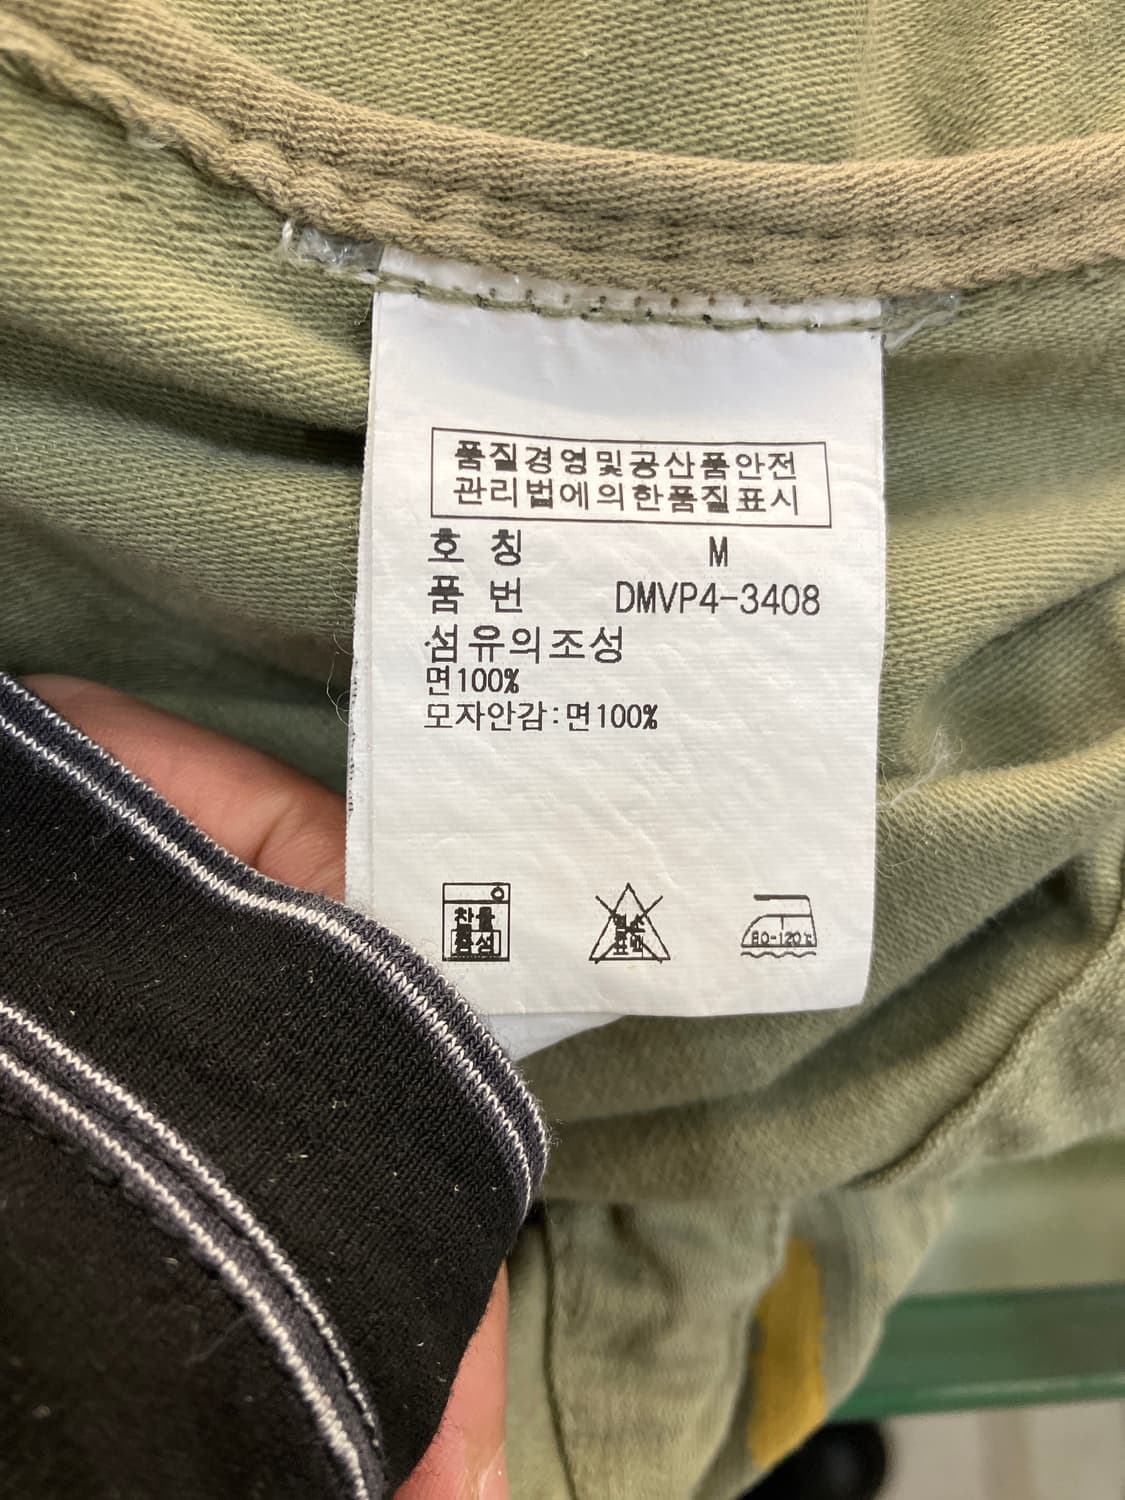 품질경영및공산품안전
관리법에의한품질표시
호 칭 M
품 번 DMVP4-3408
섬유의조성
면100%
모자안감:면100%
찬물
80-120℃